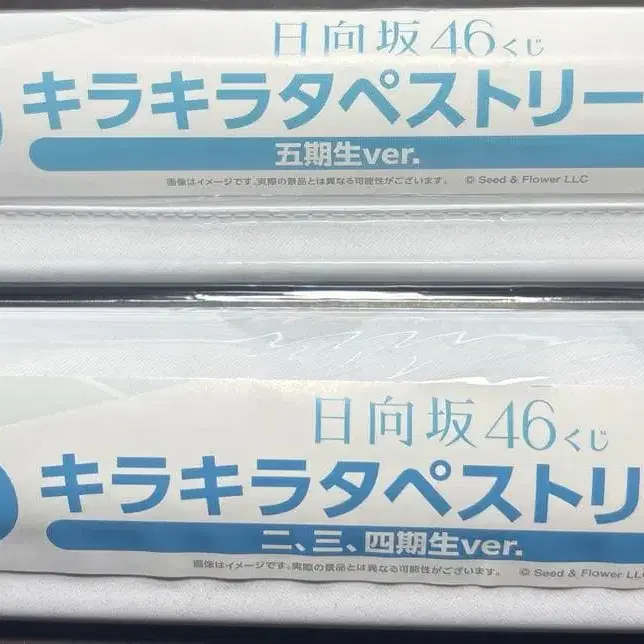 日向坂46くじ
キラキラタペストリー
五期生ver.
画像はイメージです。実際の景品とは異なる可能性がございます。 © Seed & Flower LLC
日向坂46くじ
キラキラタペストリ
二、三、四期生ver.
画像はイメージです。実際の景品とは異なる可能性がございます。 © Seed & Flower LL